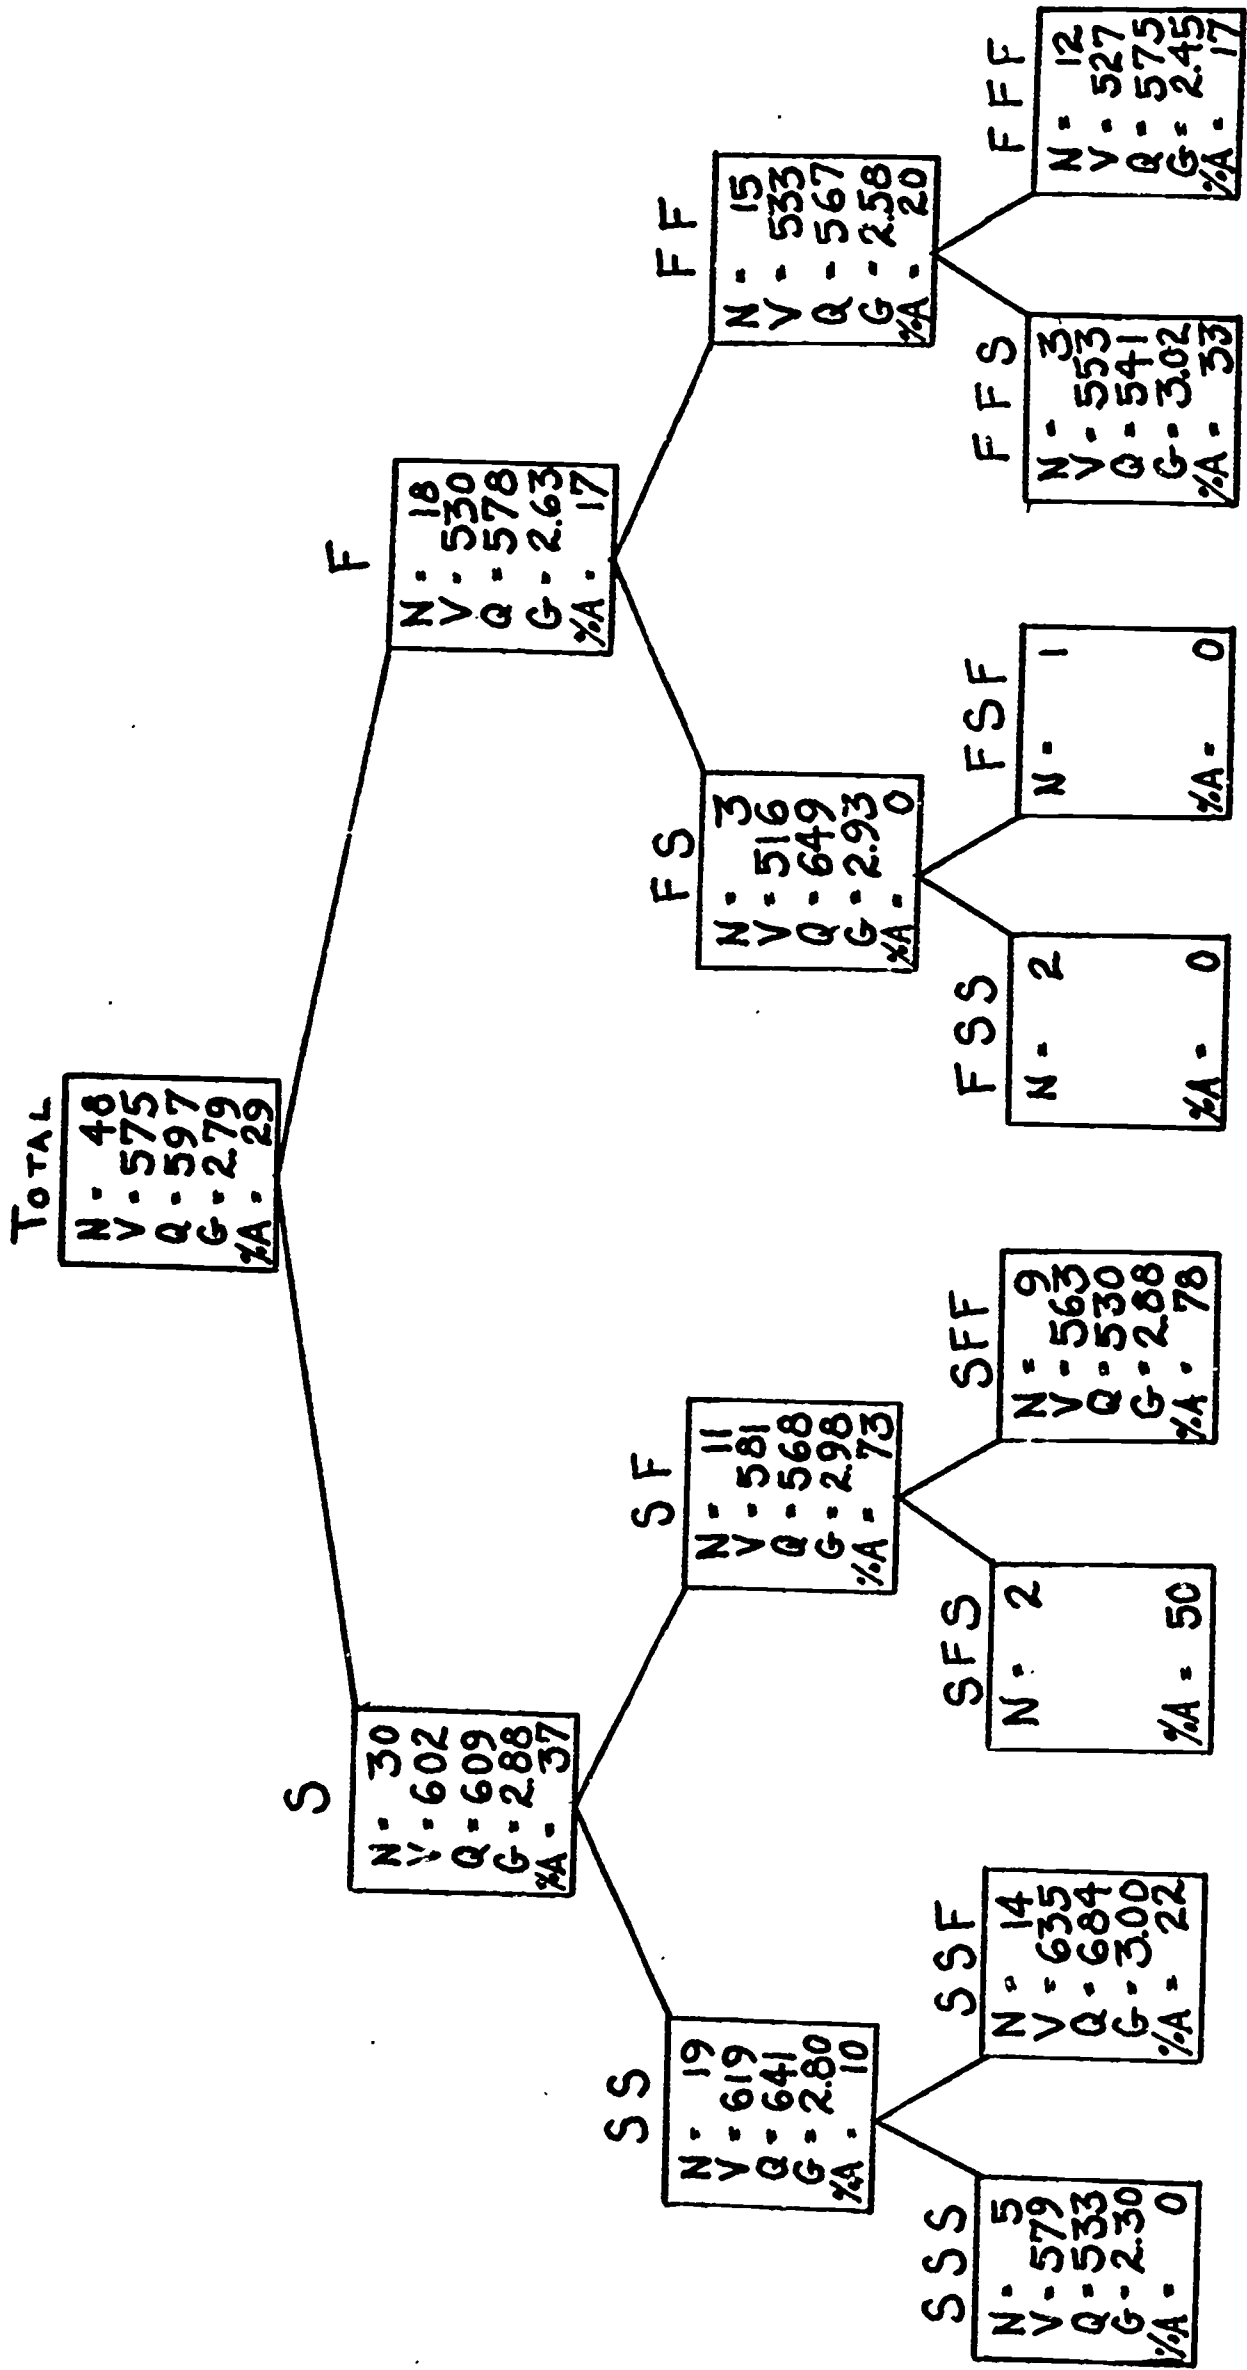 TOTAL
N = 48
V = 575
Q = 597
G = 2.79
%A = 29
S
N = 30
V = 602
Q = 609
G = 2.88
%A = 37
F
N = 18
V = 530
Q = 578
G = 2.63
%A = 17
SS
N = 19
V = 619
Q = 641
G = 2.80
%A = 10
SF
N = 11
V = 581
Q = 568
G = 2.98
%A = 73
FS
N = 3
V = 516
Q = 649
G = 2.93
%A = 0
FF
N = 15
V = 533
Q = 567
G = 2.58
%A = 20
SSS
N = 5
V = 579
Q = 533
G = 2.30
%A = 0
SSF
N = 14
V = 635
Q = 684
G = 3.00
%A = 22
SFS
N = 2
%A = 50
SFF
N = 9
V = 563
Q = 530
G = 2.88
%A = 78
FSS
N = 2
%A = 0
FSF
N = 1
%A = 0
FFS
N = 3
V = 553
Q = 541
G = 3.02
%A = 33
FFF
N = 12
V = 527
Q = 575
G = 2.45
%A = 17